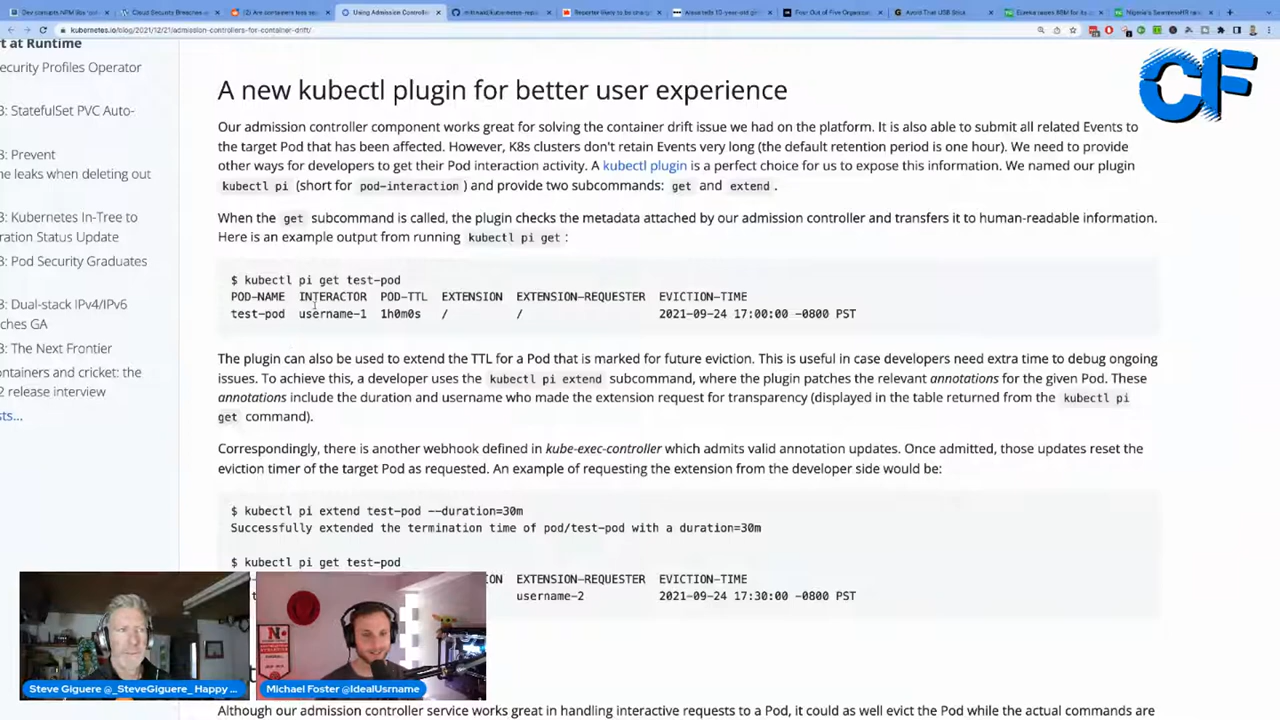 Dev corrupts NPM libs
Cloud Security Breaches
Using Admission Controlle
Avoid That USB Stick
kubernetes.io/blog/2021/12/21/admission-controllers-for-container-drift/
rt at Runtime
ecurity Profiles Operator
3: StatefulSet PVC Auto-
3: Prevent
ne leaks when deleting out
3: Kubernetes In-Tree to
ration Status Update
3: Pod Security Graduates
3: Dual-stack IPv4/IPv6
ches GA
3: The Next Frontier
ontainers and cricket: the
2 release interview
sts...
CF
A new kubectl plugin for better user experience
Our admission controller component works great for solving the container drift issue we had on the platform. It is also able to submit all related Events to
the target Pod that has been affected. However, K8s clusters don't retain Events very long (the default retention period is one hour). We need to provide
other ways for developers to get their Pod interaction activity. A kubectl plugin is a perfect choice for us to expose this information. We named our plugin
kubectl pi (short for pod-interaction ) and provide two subcommands: get and extend .
When the get subcommand is called, the plugin checks the metadata attached by our admission controller and transfers it to human-readable information.
Here is an example output from running kubectl pi get :
$ kubectl pi get test-pod
POD-NAME INTERACTOR POD-TTL EXTENSION EXTENSION-REQUESTER EVICTION-TIME
test-pod username-1 1h0m0s / / 2021-09-24 17:00:00 -0800 PST
The plugin can also be used to extend the TTL for a Pod that is marked for future eviction. This is useful in case developers need extra time to debug ongoing
issues. To achieve this, a developer uses the kubectl pi extend subcommand, where the plugin patches the relevant annotations for the given Pod. These
annotations include the duration and username who made the extension request for transparency (displayed in the table returned from the kubectl pi
get command).
Correspondingly, there is another webhook defined in kube-exec-controller which admits valid annotation updates. Once admitted, those updates reset the
eviction timer of the target Pod as requested. An example of requesting the extension from the developer side would be:
$ kubectl pi extend test-pod --duration=30m
Successfully extended the termination time of pod/test-pod with a duration=30m
$ kubectl pi get test-pod
ION EXTENSION-REQUESTER EVICTION-TIME
username-2 2021-09-24 17:30:00 -0800 PST
Steve Giguere @_SteveGiguere_Happy ...
Michael Foster @IdealUsrname
Although our admission controller service works great in handling interactive requests to a Pod, it could as well evict the Pod while the actual commands are